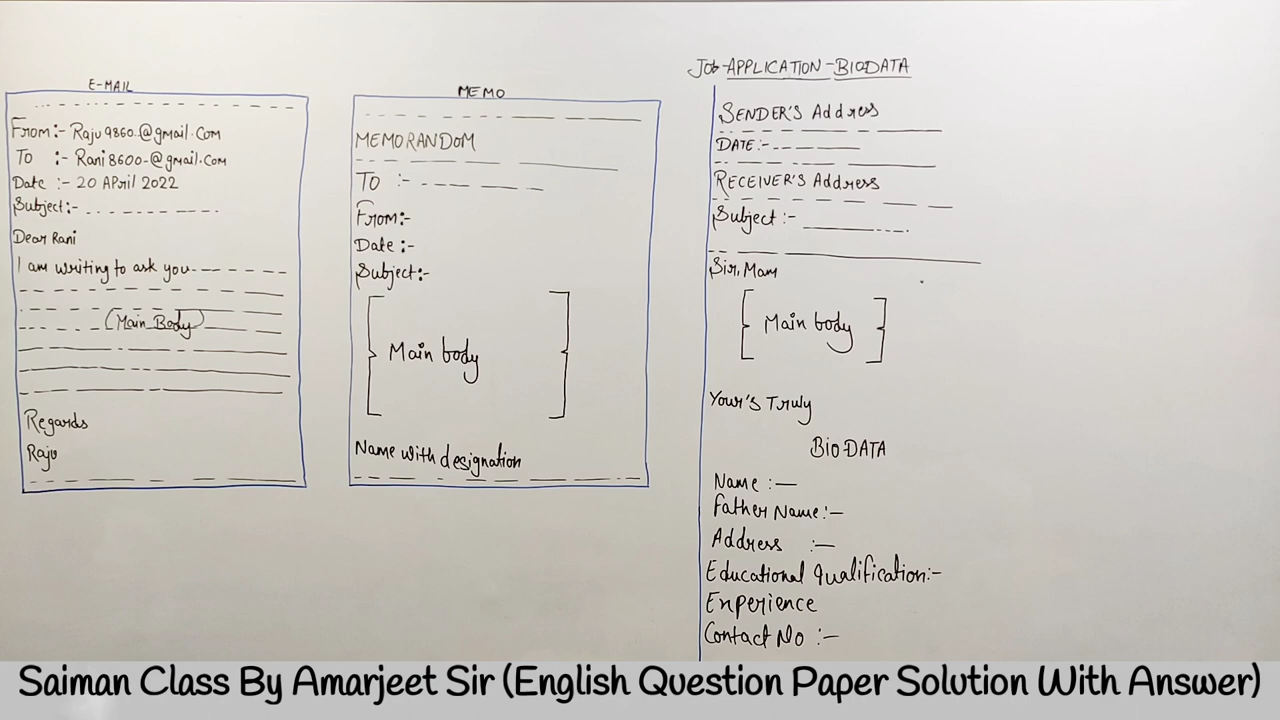 E-MAIL
From:- Raju9860.@gmail.Com
To :- Rani8600-@gmail.Com
Date :- 20 APril 2022
Subject:-
Dear Rani
I am writing to ask you
(Main Body)
Regards
Raju
MEMO
MEMORANDOM
TO :-
From:-
Date:-
Subject:-
Main body
Name with designation
Job-APPLICATION-BIODATA
SENDER'S Address
DATE:-
RECEIVER'S Address
Subject:-
Sir, Mam
Main body
Your's Truly
BIODATA
Name :-
Father Name:-
Address :-
Educational Qualification:-
Experience
Contact No :-
Saiman Class By Amarjeet Sir (English Question Paper Solution With Answer)